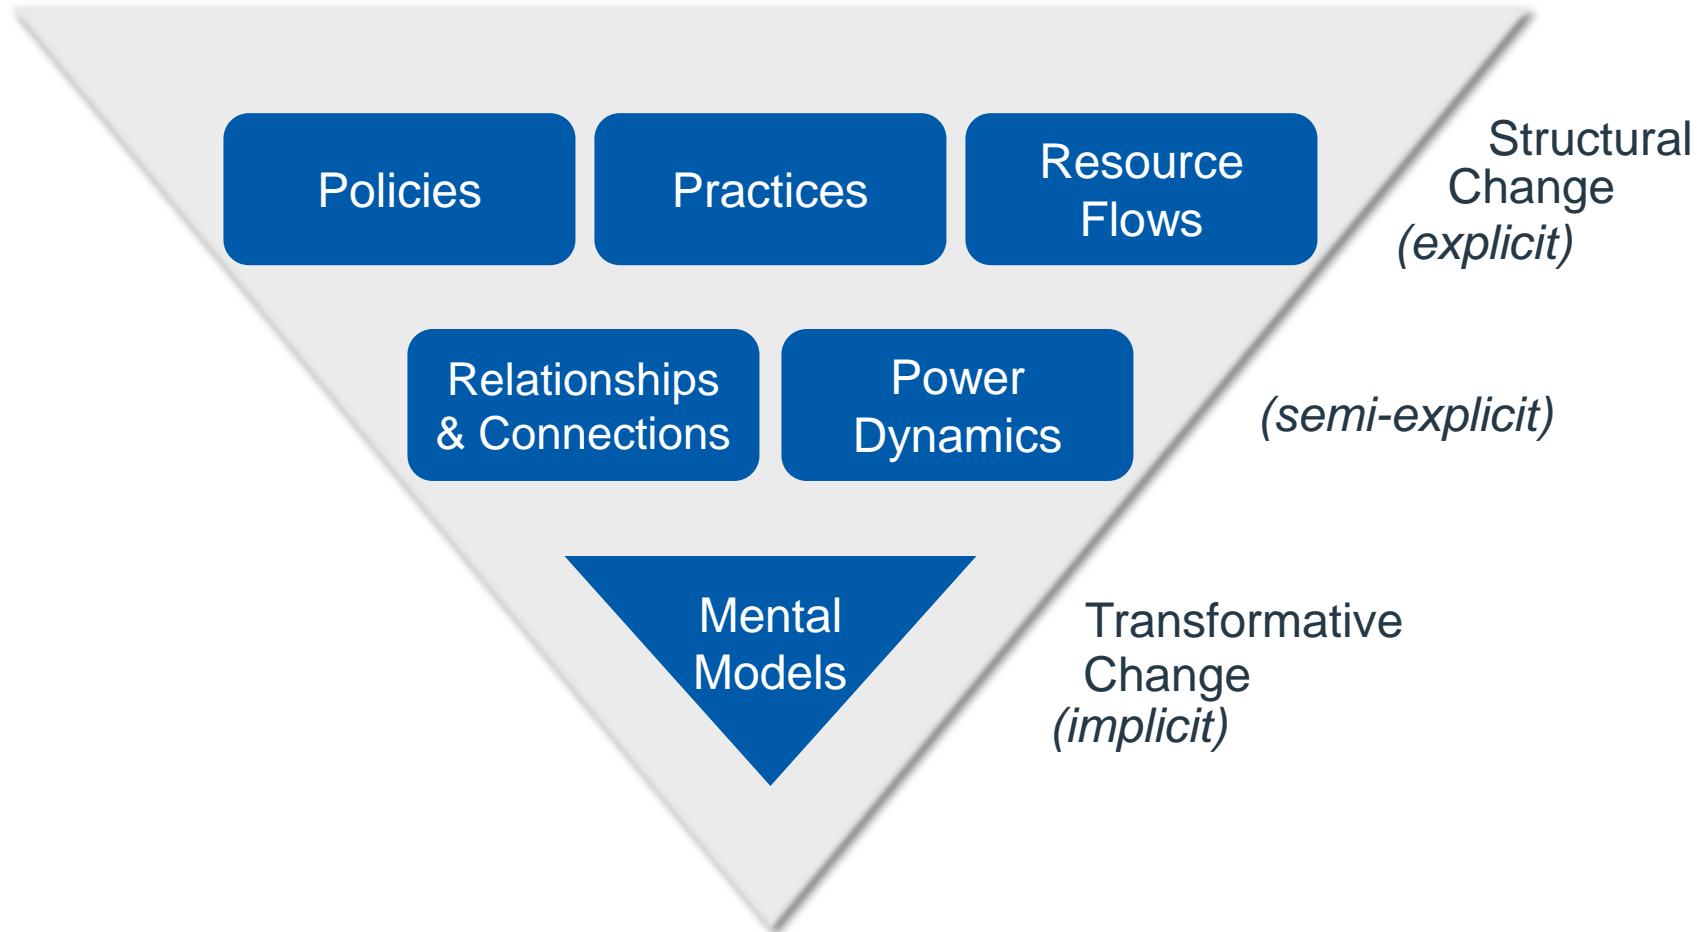 Policies
Practices
Resource
Flows
Structural
Change
(explicit)
Relationships
& Connections
Power
Dynamics
(semi-explicit)
Mental
Models
Transformative
Change
(implicit)